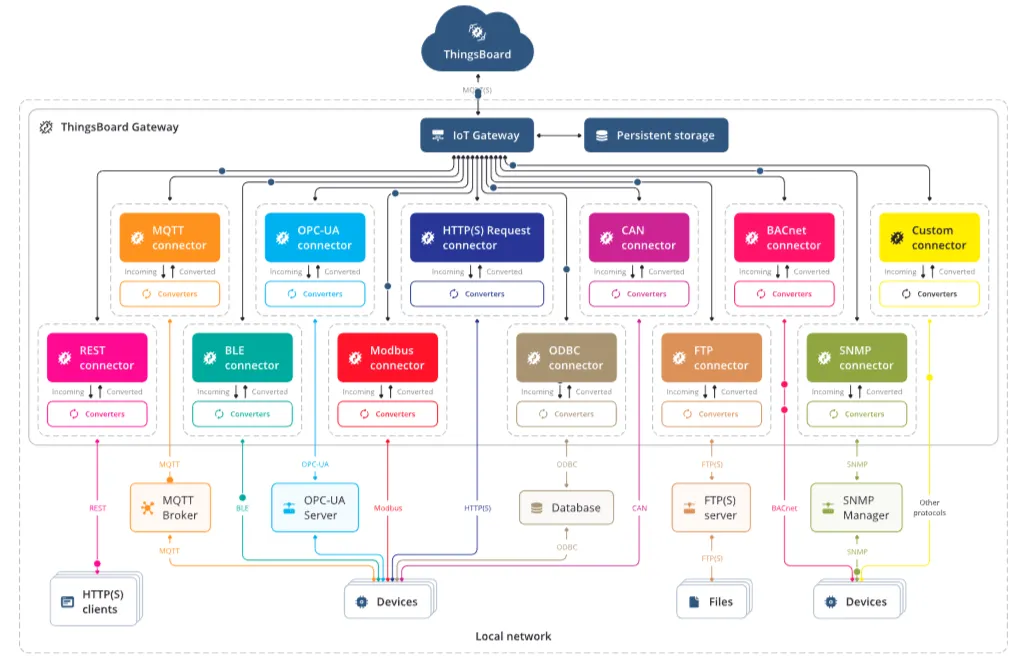 ThingsBoard
MQTT(S)
ThingsBoard Gateway
IoT Gateway
Persistent storage
MQTT
connector
OPC-UA
connector
HTTP(S) Request
connector
CAN
connector
BACnet
connector
Custom
connector
Incoming Converted
Incoming Converted
Incoming Converted
Incoming Converted
Incoming Converted
Incoming Converted
Converters
Converters
Converters
Converters
Converters
Converters
REST
connector
BLE
connector
Modbus
connector
ODBC
connector
FTP
connector
SNMP
connector
Incoming Converted
Incoming Converted
Incoming Converted
Incoming Converted
Incoming Converted
Incoming Converted
Converters
Converters
Converters
Converters
Converters
Converters
MQTT
OPC-UA
ODBC
FTP(S)
SNMP
REST
MQTT
Broker
BLE
OPC-UA
Server
Modbus
HTTP(S)
Database
CAN
FTP(S)
server
BACnet
SNMP
Manager
Other
protocols
MQTT
ODBC
FTP(S)
SNMP
HTTP(S)
clients
Devices
Files
Devices
Local network